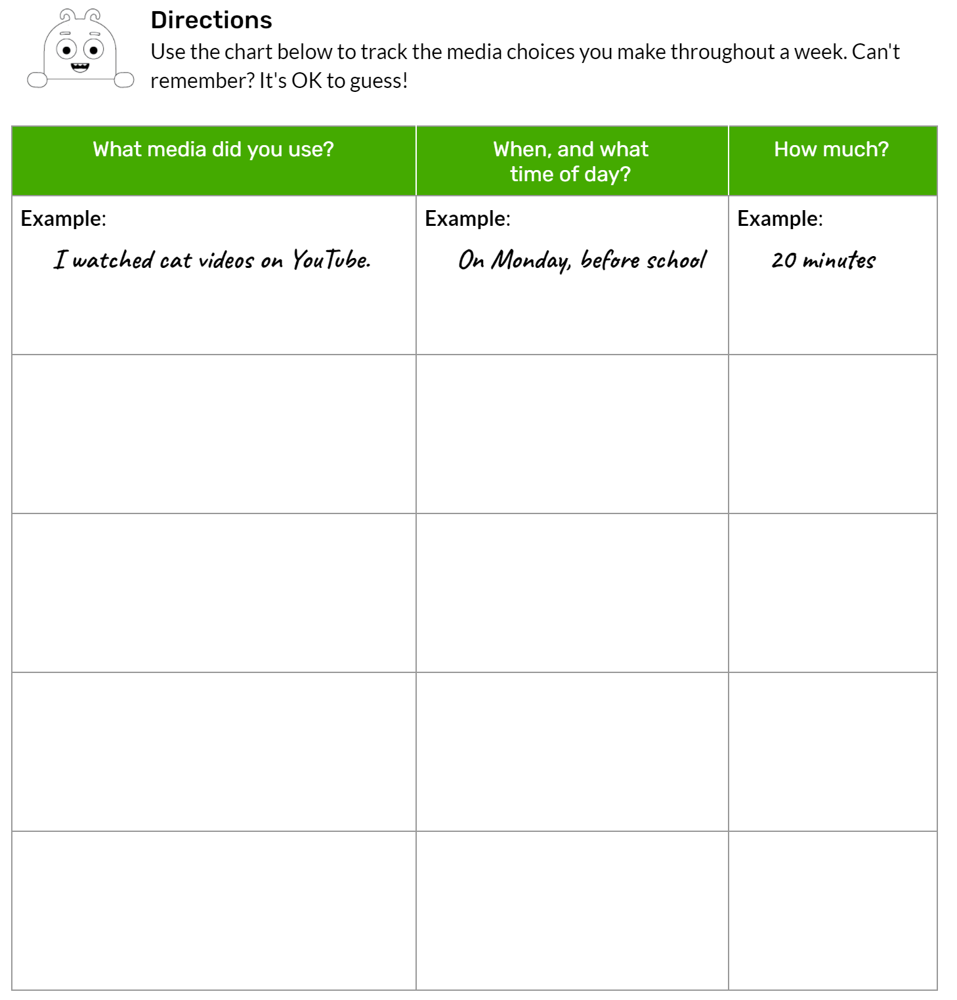 Directions
Use the chart below to track the media choices you make throughout a week. Can't
remember? It's OK to guess!
What media did you use?
When, and what
time of day?
How much?
Example:
I watched cat videos on YouTube.
Example:
On Monday, before school
Example:
20 minutes